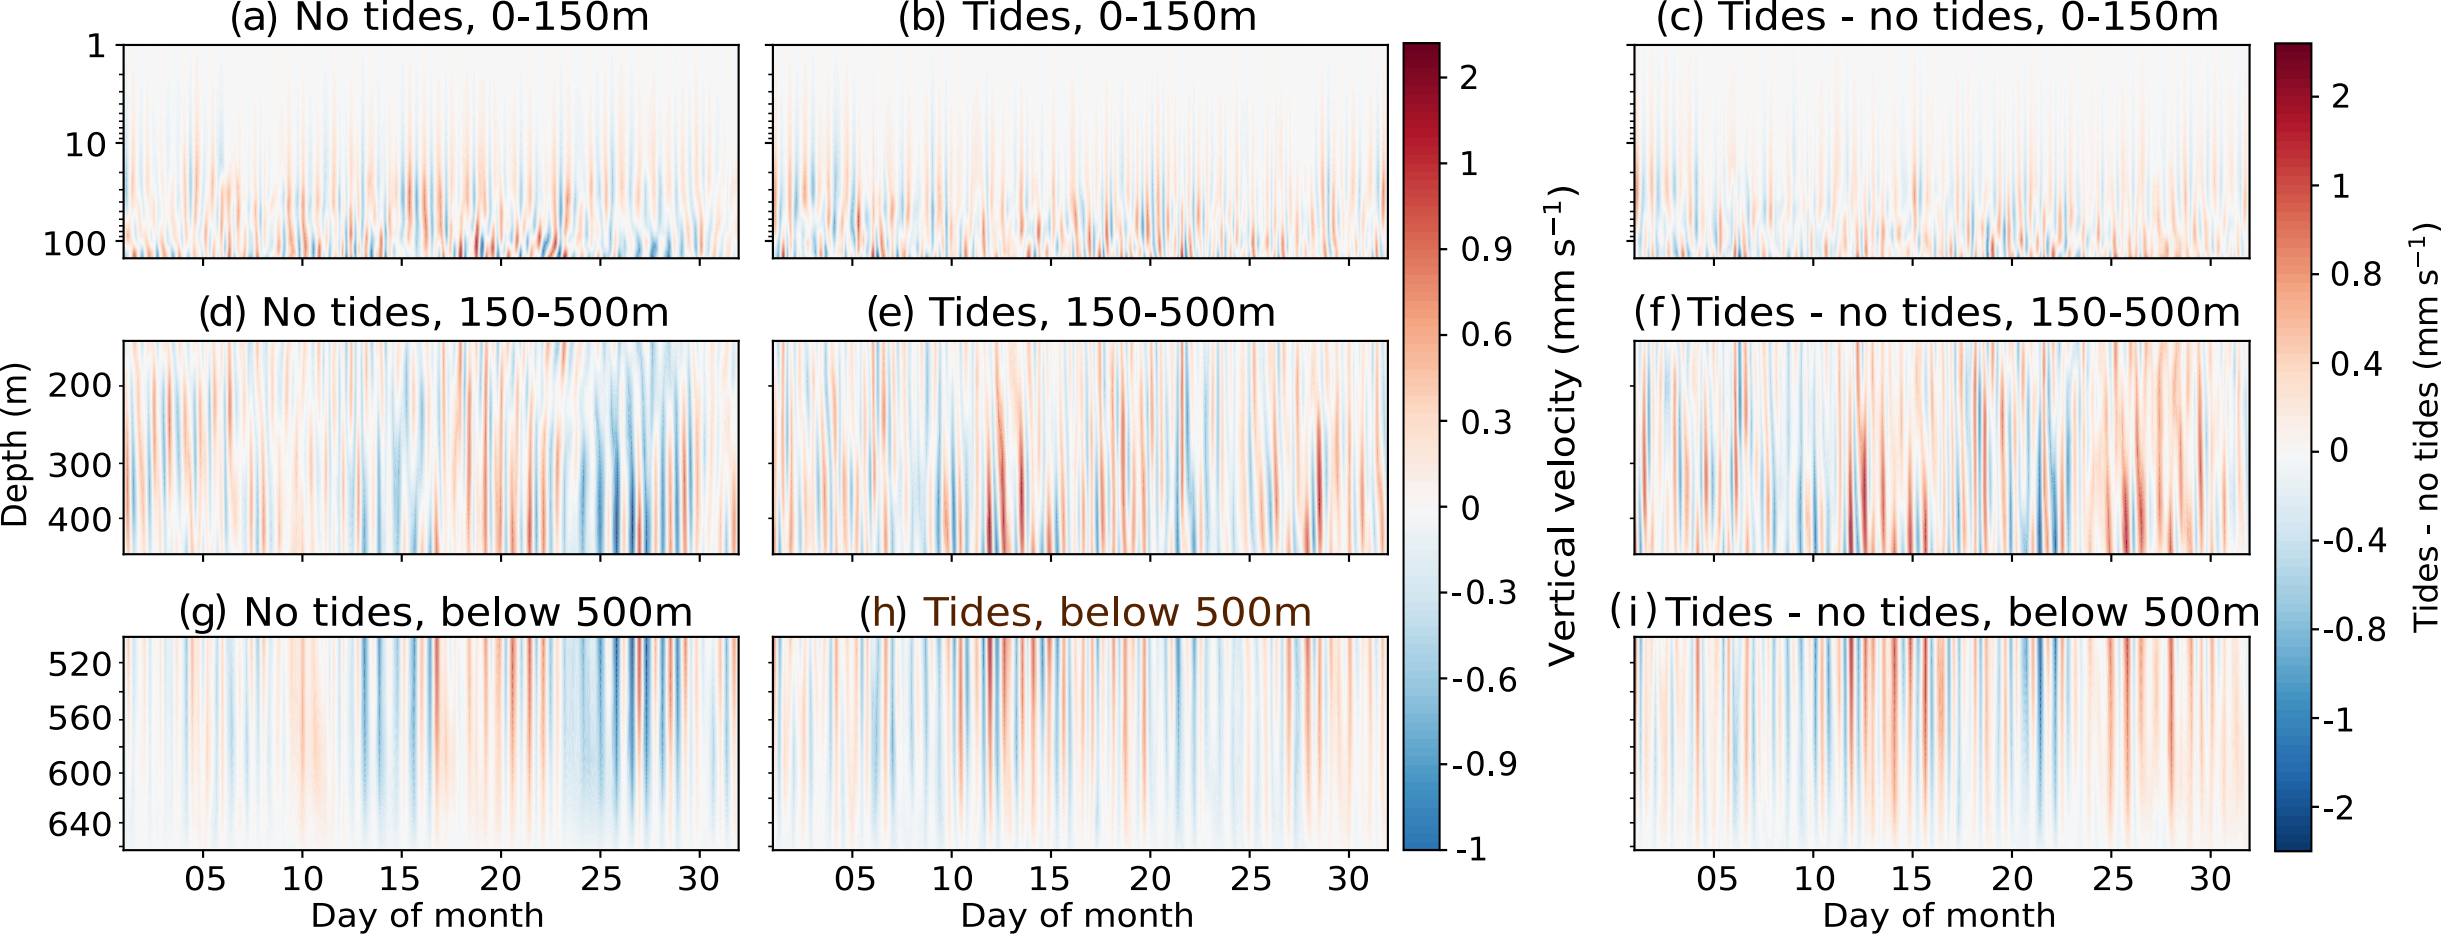 (a) No tides, 0-150m
(b) Tides, 0-150m
(c) Tides - no tides, 0-150m
1
10
100
2
1
0.9
0.6
0.3
0
-0.3
-0.6
-0.9
-1
Vertical velocity (mm s⁻¹)
2
1
0.8
0.4
0
-0.4
-0.8
-1
-2
Tides - no tides (mm s⁻¹)
(d) No tides, 150-500m
(e) Tides, 150-500m
(f) Tides - no tides, 150-500m
Depth (m)
200
300
400
(g) No tides, below 500m
(h) Tides, below 500m
(i) Tides - no tides, below 500m
520
560
600
640
05 10 15 20 25 30
05 10 15 20 25 30
05 10 15 20 25 30
Day of month
Day of month
Day of month